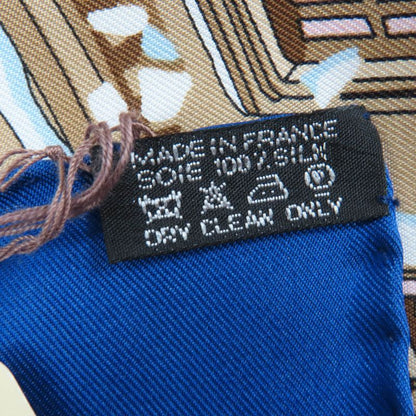 MADE IN FRANCE
SOIE 100% SILK
DRY CLEAN ONLY